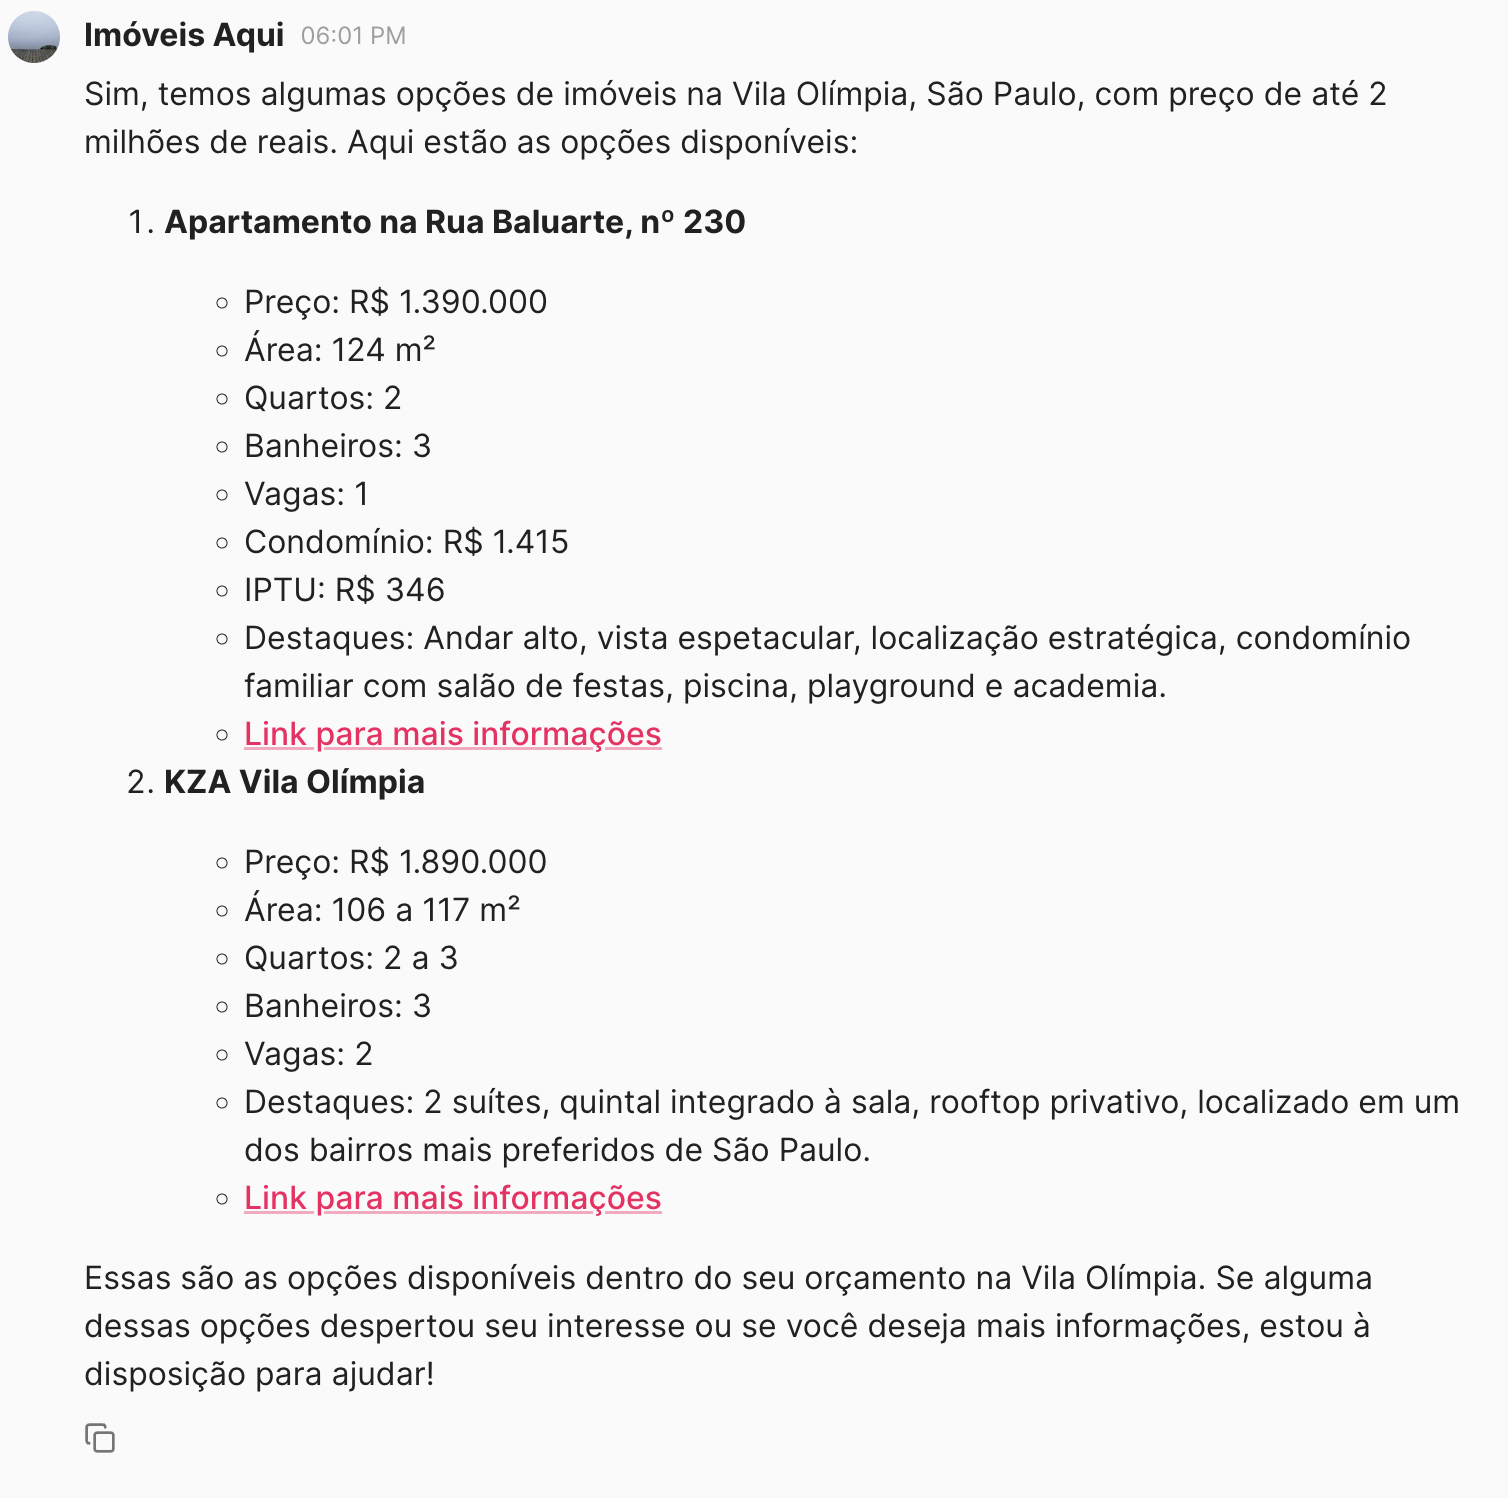 Imóveis Aqui 06:01 PM
Sim, temos algumas opções de imóveis na Vila Olímpia, São Paulo, com preço de até 2
milhões de reais. Aqui estão as opções disponíveis:
1. Apartamento na Rua Baluarte, nº 230
◦ Preço: R$ 1.390.000
◦ Área: 124 m²
◦ Quartos: 2
◦ Banheiros: 3
◦ Vagas: 1
◦ Condomínio: R$ 1.415
◦ IPTU: R$ 346
◦ Destaques: Andar alto, vista espetacular, localização estratégica, condomínio
familiar com salão de festas, piscina, playground e academia.
◦ Link para mais informações
2. KZA Vila Olímpia
◦ Preço: R$ 1.890.000
◦ Área: 106 a 117 m²
◦ Quartos: 2 a 3
◦ Banheiros: 3
◦ Vagas: 2
◦ Destaques: 2 suítes, quintal integrado à sala, rooftop privativo, localizado em um
dos bairros mais preferidos de São Paulo.
◦ Link para mais informações
Essas são as opções disponíveis dentro do seu orçamento na Vila Olímpia. Se alguma
dessas opções despertou seu interesse ou se você deseja mais informações, estou à
disposição para ajudar!